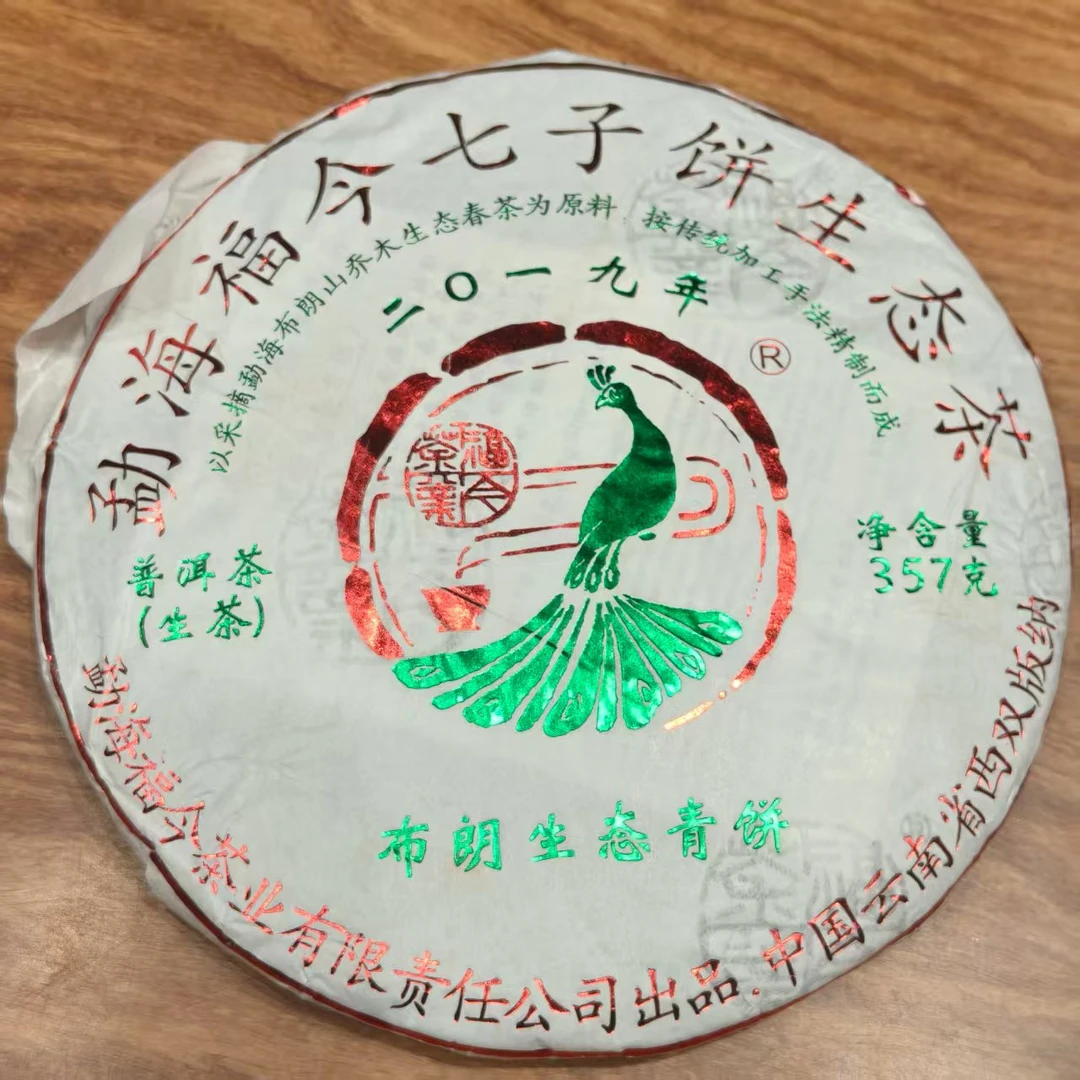 勐海福今七子饼生态茶
以采摘勐海布朗山乔木生态春茶为原料 按传统加工手法精制而成
二〇一九年
®
福今茶業
普洱茶
(生茶)
净含量
357克
布朗生态青饼
勐海福今茶业有限责任公司出品.中国云南省西双版纳